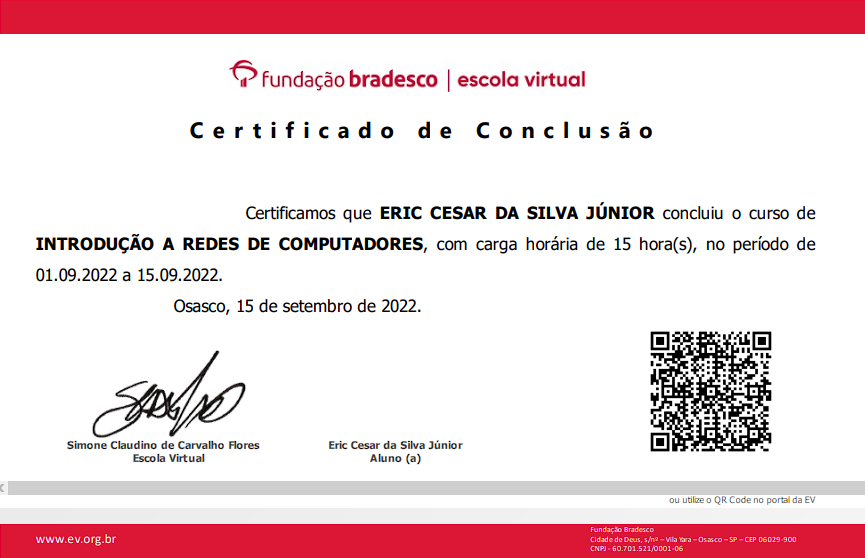 fundação bradesco | escola virtual
Certificado de Conclusão
Certificamos que ERIC CESAR DA SILVA JÚNIOR concluiu o curso de
INTRODUÇÃO A REDES DE COMPUTADORES, com carga horária de 15 hora(s), no período de
01.09.2022 a 15.09.2022.
Osasco, 15 de setembro de 2022.
Simone Claudino de Carvalho Flores
Escola Virtual
Eric Cesar da Silva Júnior
Aluno (a)
ou utilize o QR Code no portal da EV
www.ev.org.br
Fundação Bradesco
Cidade de Deus, s/nº – Vila Yara – Osasco – SP – CEP 06029-900
CNPJ - 60.701.521/0001-06